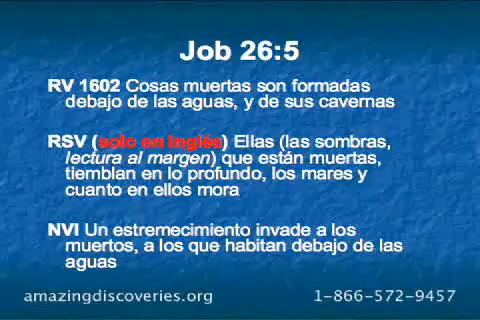 Job 26:5
RV 1602 Cosas muertas son formadas
debajo de las aguas, y de sus cavernas
RSV (solo en Inglés) Ellas (las sombras,
lectura al margen) que están muertas,
tiemblan en lo profundo, los mares y
cuanto en ellos mora
NVI Un estremecimiento invade a los
muertos, a los que habitan debajo de las
aguas
amazingdiscoveries.org 1-866-572-9457